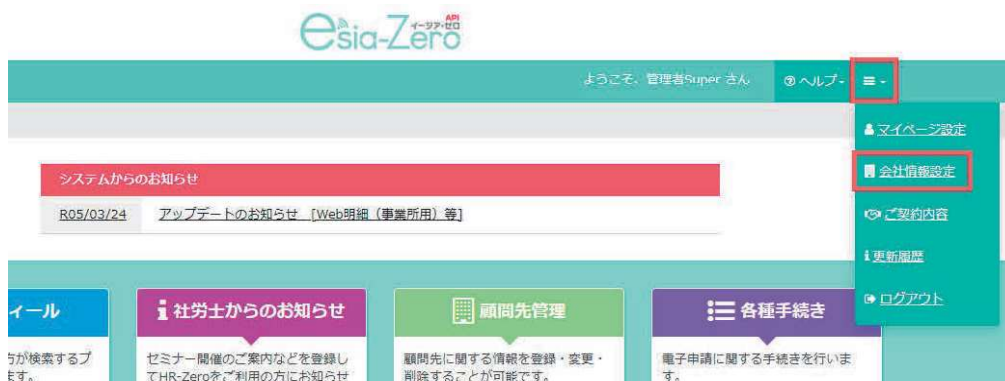 esia-Zero
イーシア・ゼロ
API
ようこそ、管理者Super さん
ヘルプ
マイページ設定
会社情報設定
ご契約内容
更新履歴
ログアウト
システムからのお知らせ
R05/03/24 アップデートのお知らせ [Web明細（事業所用）等]
ィール
社労士からのお知らせ
顧問先管理
各種手続き
方が検索するプ
ます。
セミナー開催のご案内などを登録し
てHR-Zeroをご利用の方にお知らせ
顧問先に関する情報を登録・変更・
削除することが可能です。
電子申請に関する手続きを行いま
す。